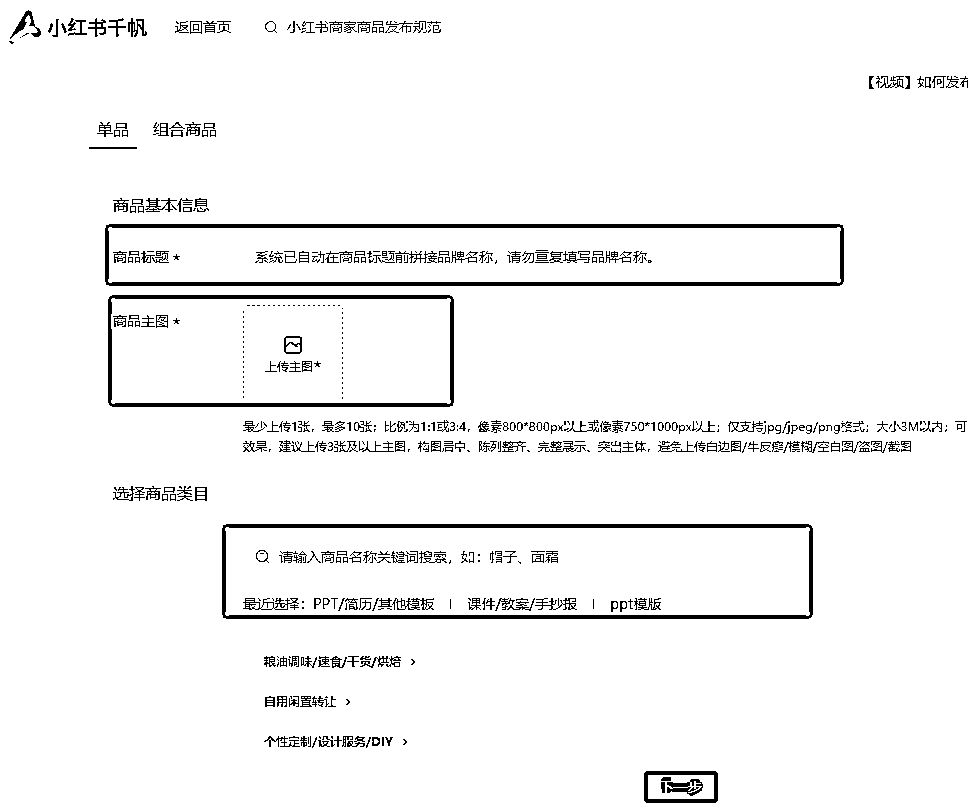 小红书千帆 返回首页 小红书商家商品发布规范
【视频】如何发布
单品 组合商品
商品基本信息
商品标题 * 系统已自动在商品标题前拼接品牌名称，请勿重复填写品牌名称。
商品主图 *
上传主图*
最少上传1张，最多10张；比例为1:1或3:4，像素800*800px以上或像素750*1000px以上；仅支持jpg/jpeg/png格式；大小3M以内；可
效果，建议上传3张及以上主图，构图居中、陈列整齐、完整展示、突出主体，避免上传白边图/牛皮癣/模糊/空白图/盗图/截图
选择商品类目
请输入商品名称关键词搜索，如：帽子、面霜
最近选择：PPT/简历/其他模板 | 课件/教案/手抄报 | ppt模版
粮油调味/速食/干货/烘焙 >
自用闲置转让 >
个性定制/设计服务/DIY >
下一步